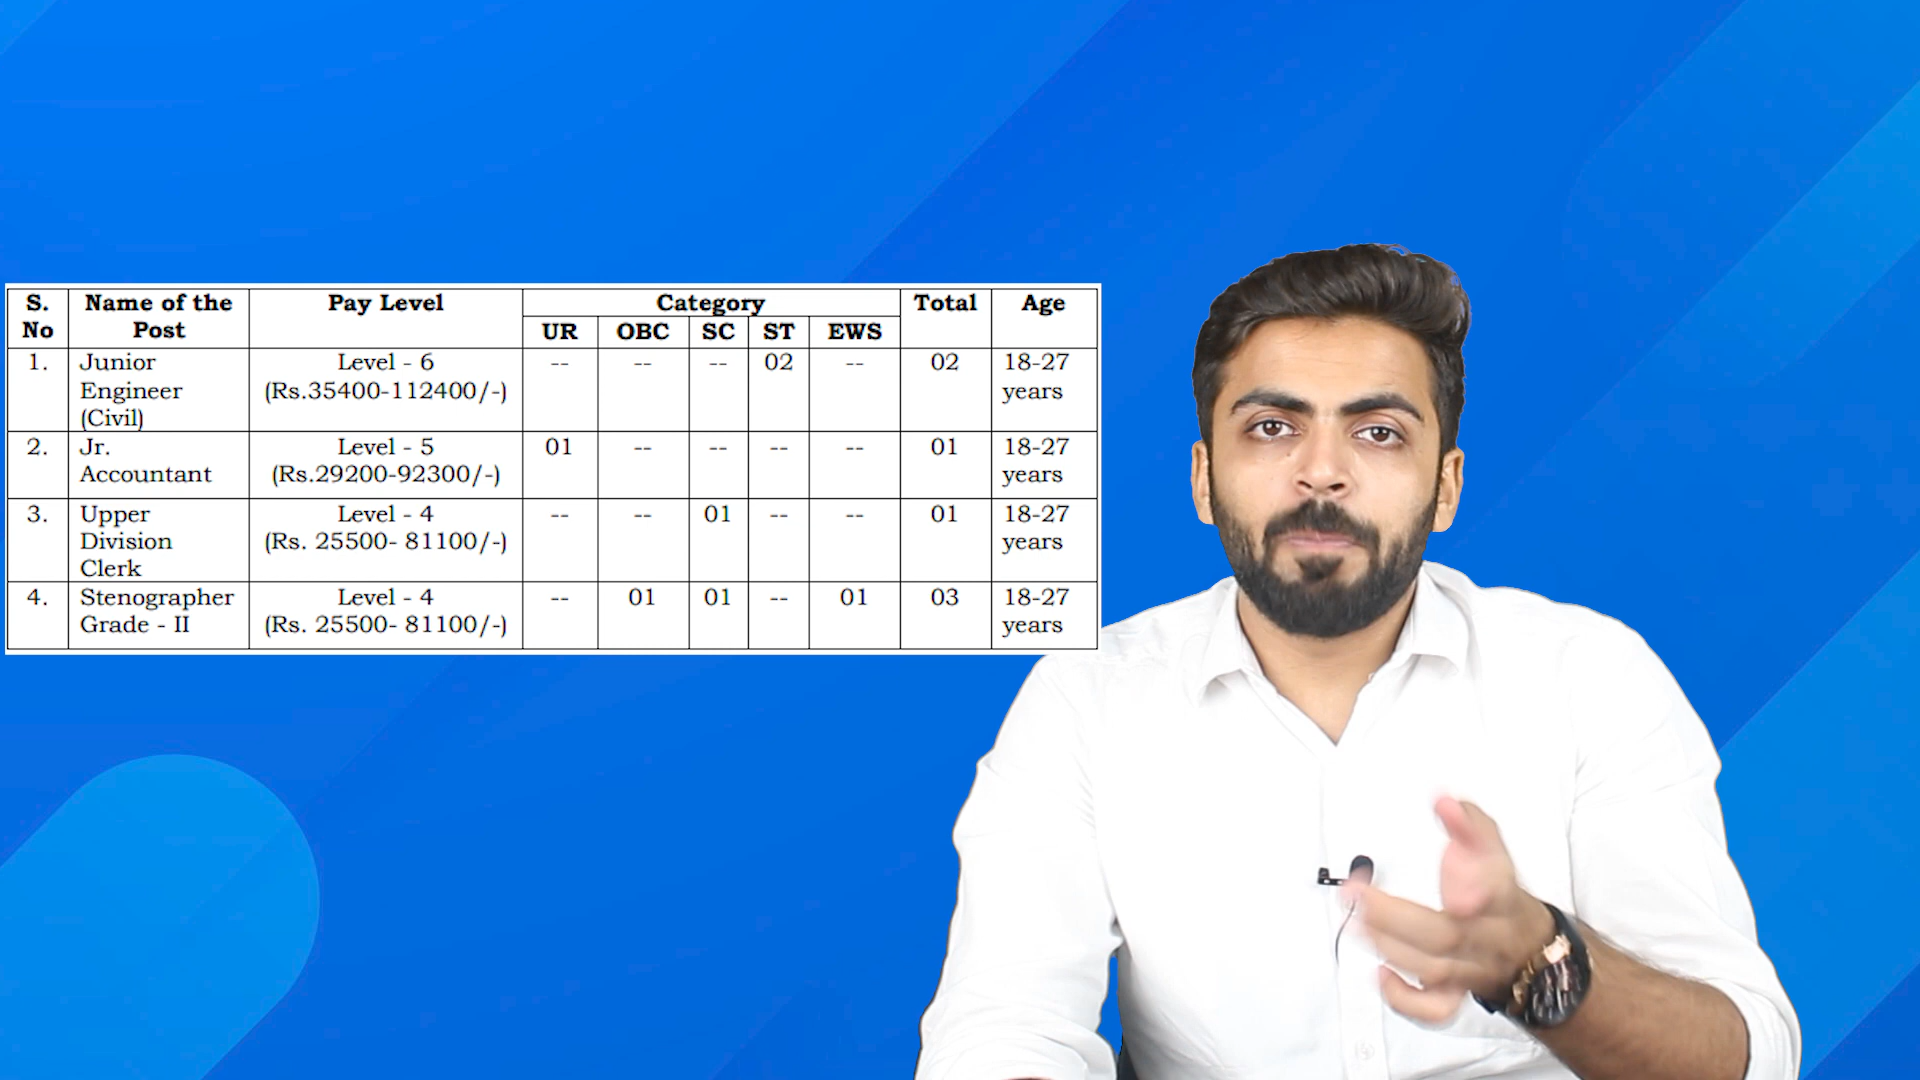 S. No | Name of the Post | Pay Level | Category | Total | Age
UR | OBC | SC | ST | EWS
1. | Junior Engineer (Civil) | Level - 6 (Rs.35400-112400/-) | -- | -- | -- | 02 | -- | 02 | 18-27 years
2. | Jr. Accountant | Level - 5 (Rs.29200-92300/-) | 01 | -- | -- | -- | -- | 01 | 18-27 years
3. | Upper Division Clerk | Level - 4 (Rs. 25500- 81100/-) | -- | -- | 01 | -- | -- | 01 | 18-27 years
4. | Stenographer Grade - II | Level - 4 (Rs. 25500- 81100/-) | -- | 01 | 01 | -- | 01 | 03 | 18-27 years